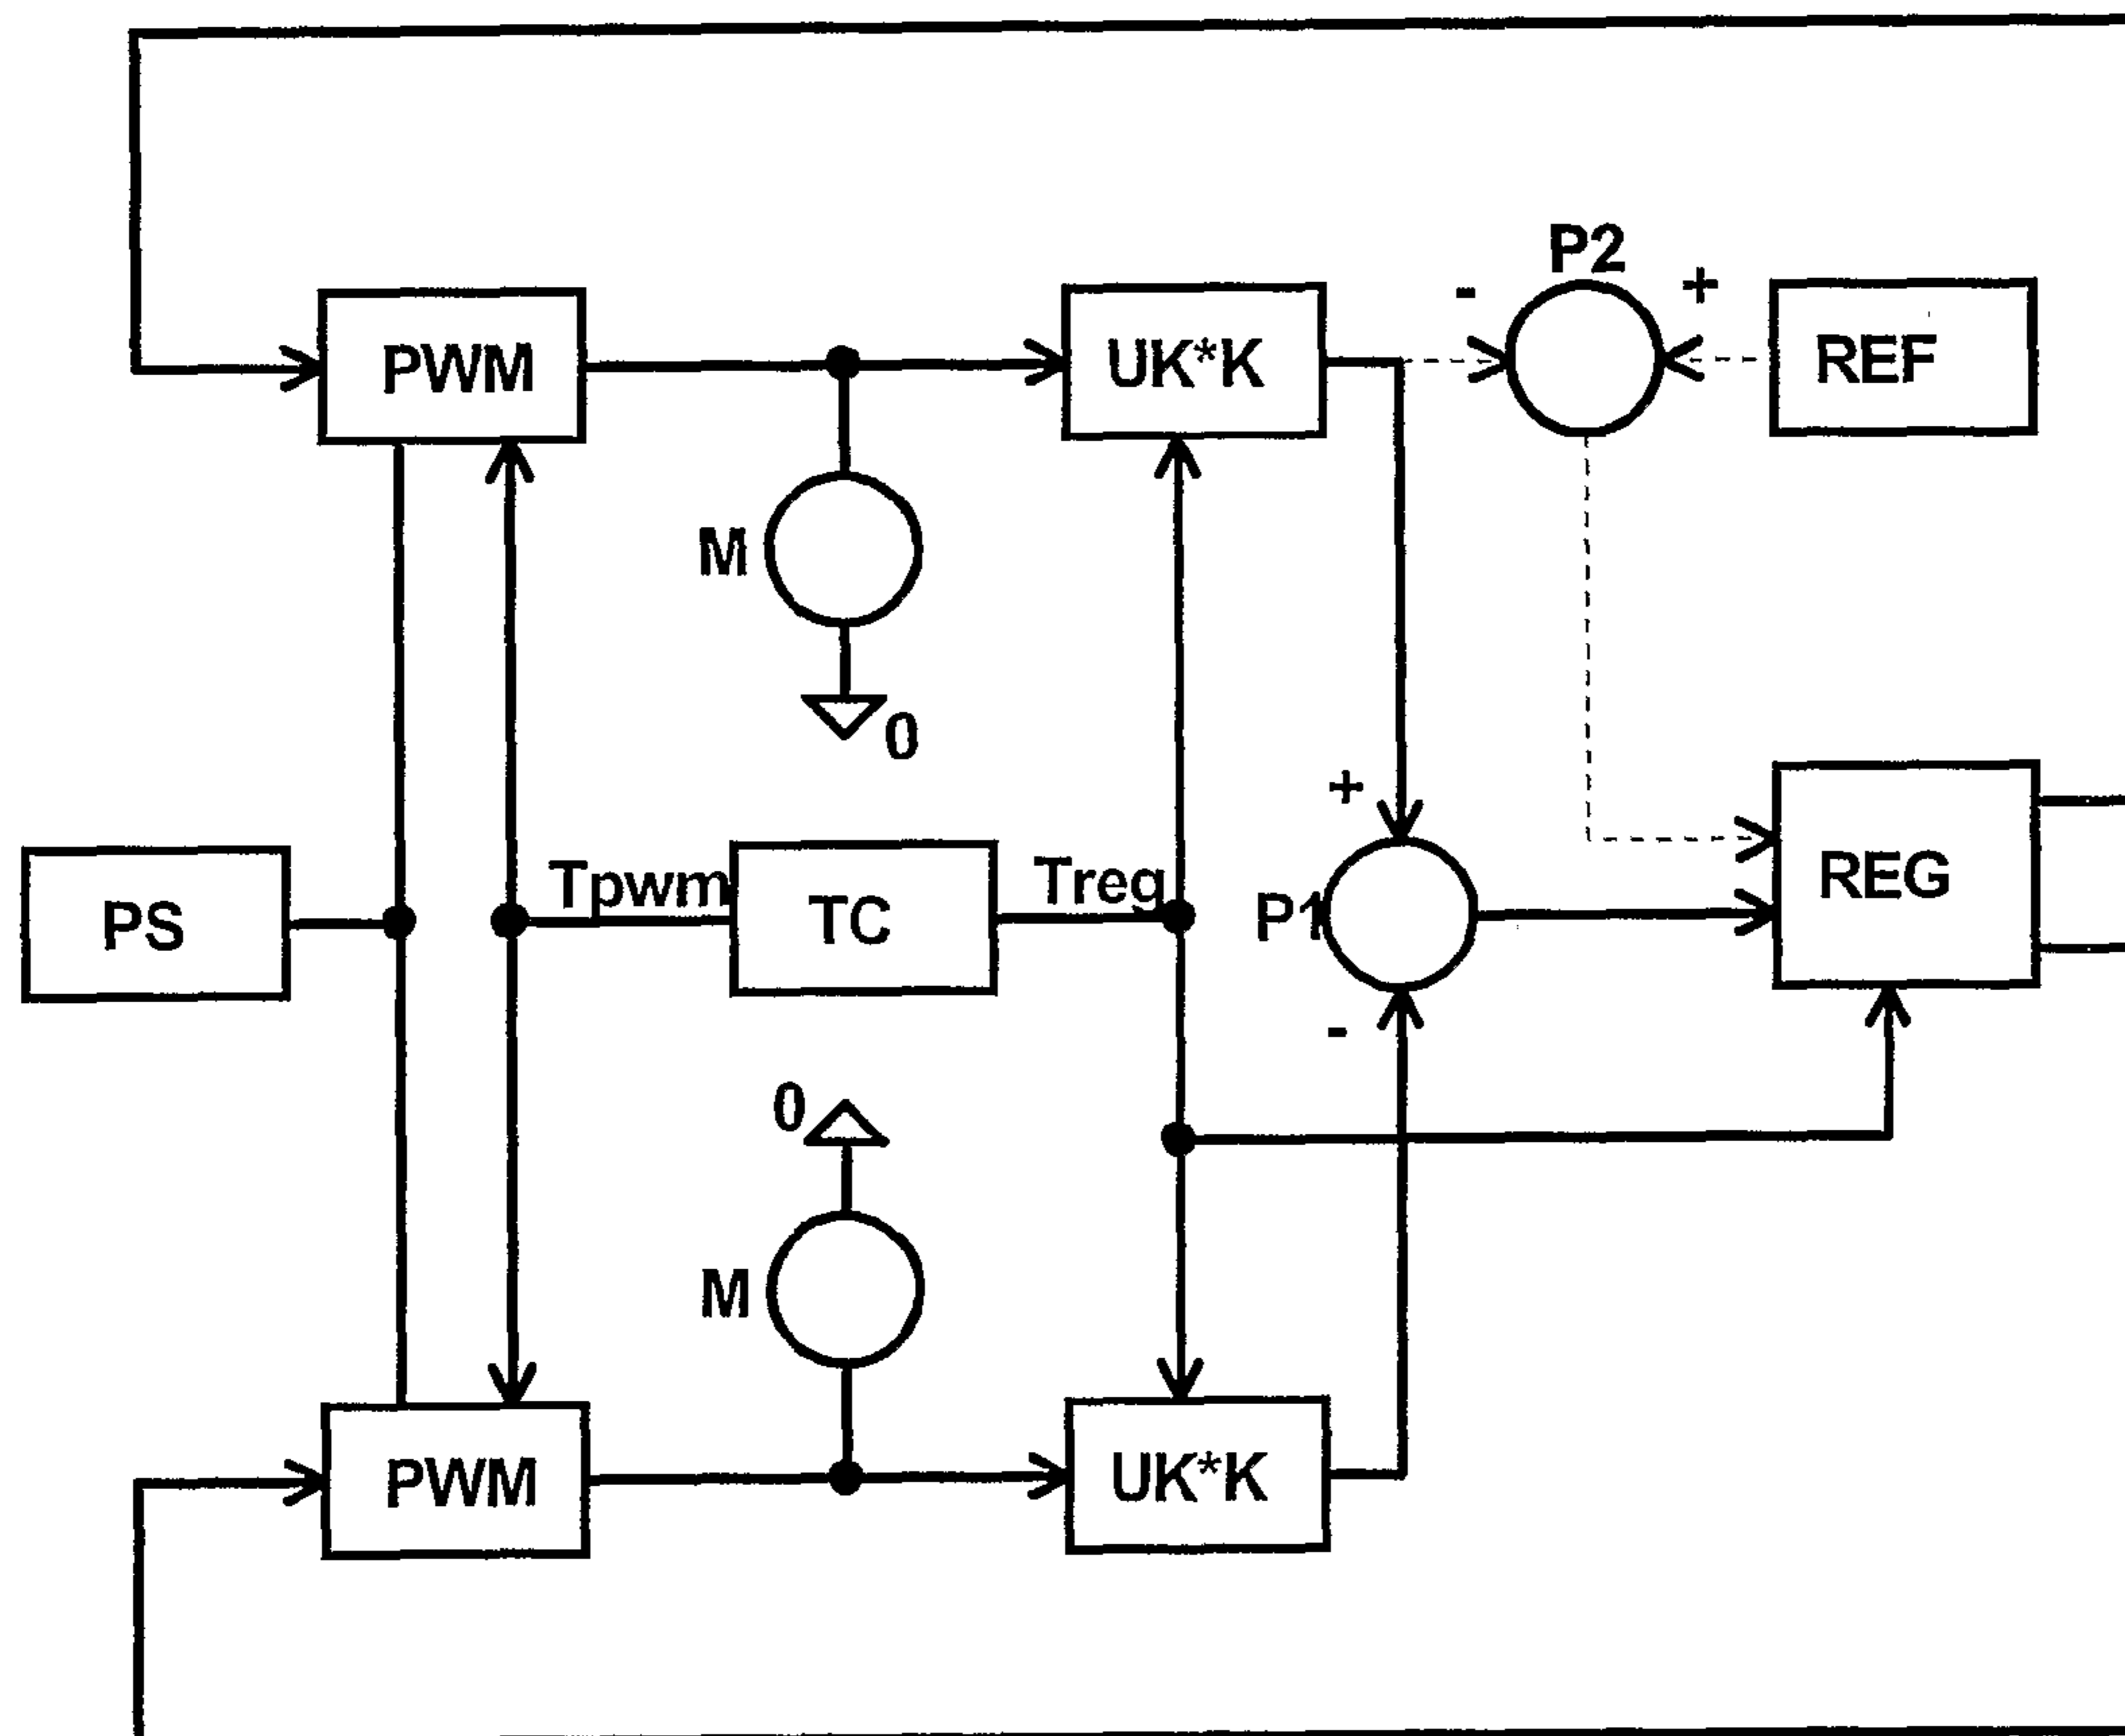 P2
- +
PWM
UK*K
REF
M
0
+
Tpwm
Treg
PS
TC
P1
REG
-
0
M
PWM
UK*K